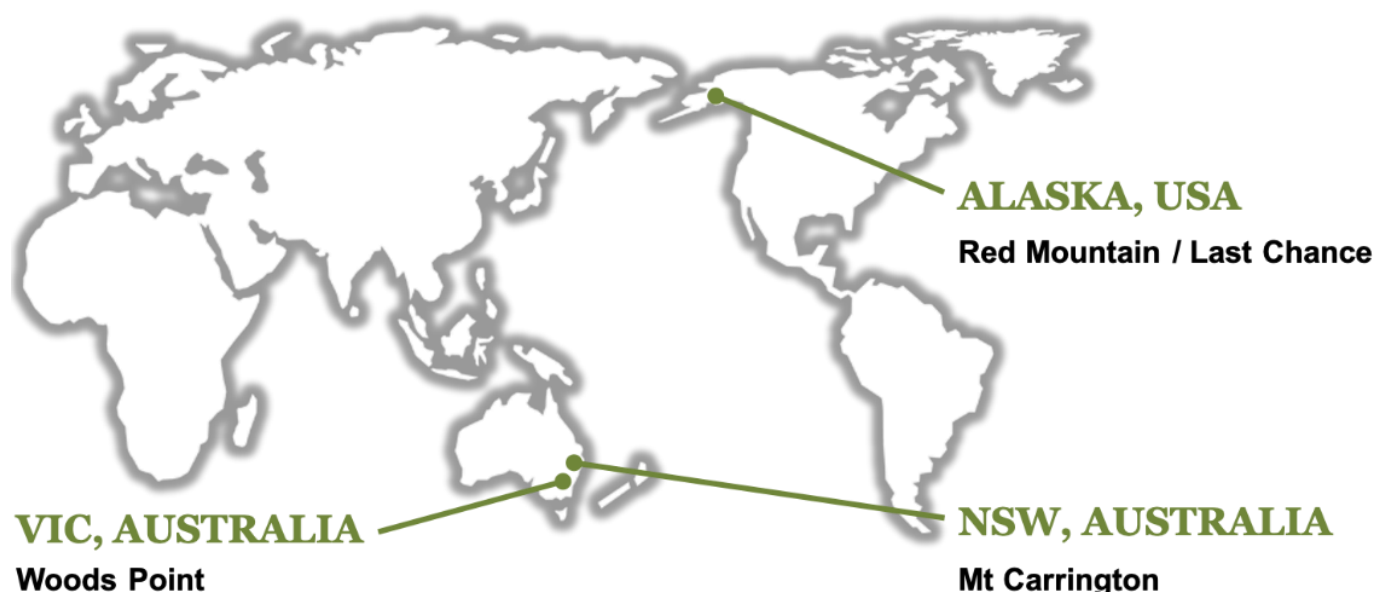 ALASKA, USA
Red Mountain / Last Chance
VIC, AUSTRALIA
Woods Point
NSW, AUSTRALIA
Mt Carrington